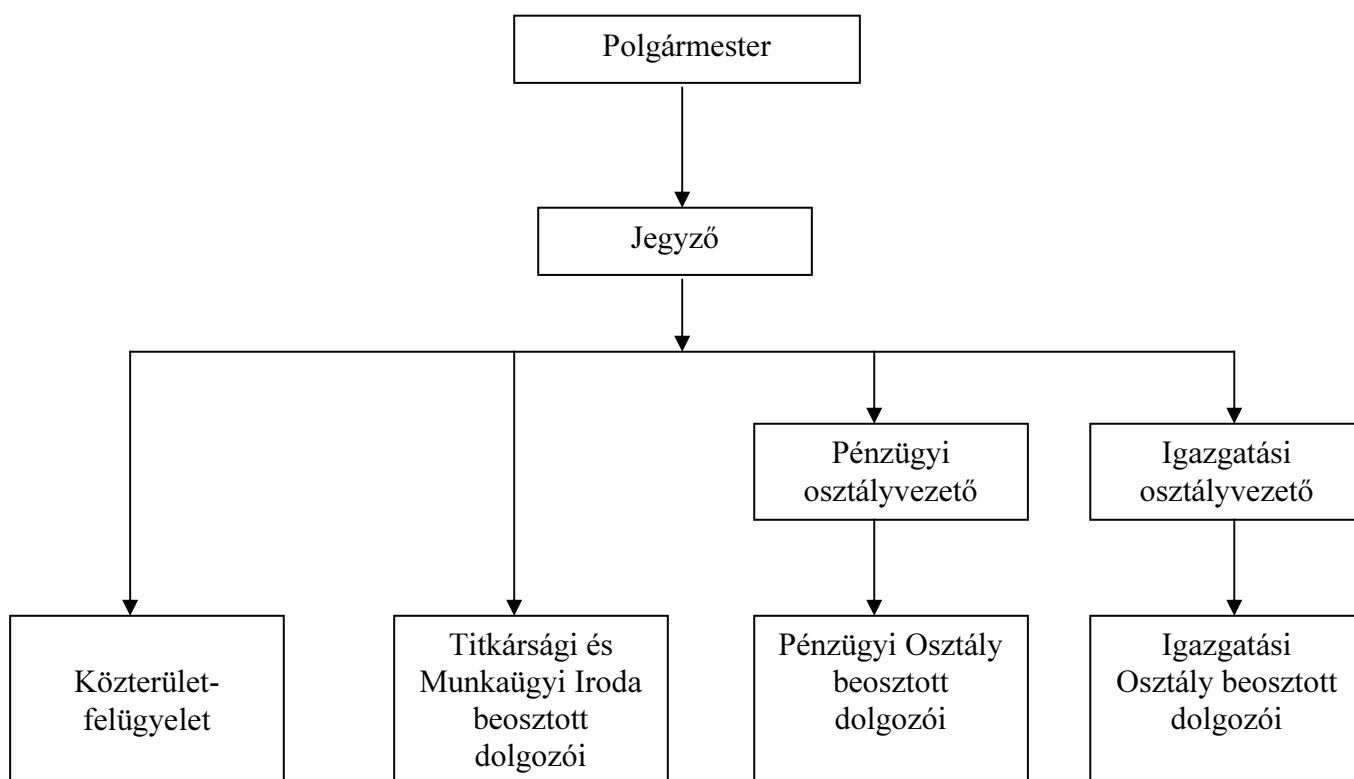 Polgármester
Jegyző
Pénzügyi
osztályvezető
Igazgatási
osztályvezető
Közterület-
felügyelet
Titkársági és
Munkaügyi Iroda
beosztott
dolgozói
Pénzügyi Osztály
beosztott
dolgozói
Igazgatási
Osztály beosztott
dolgozói